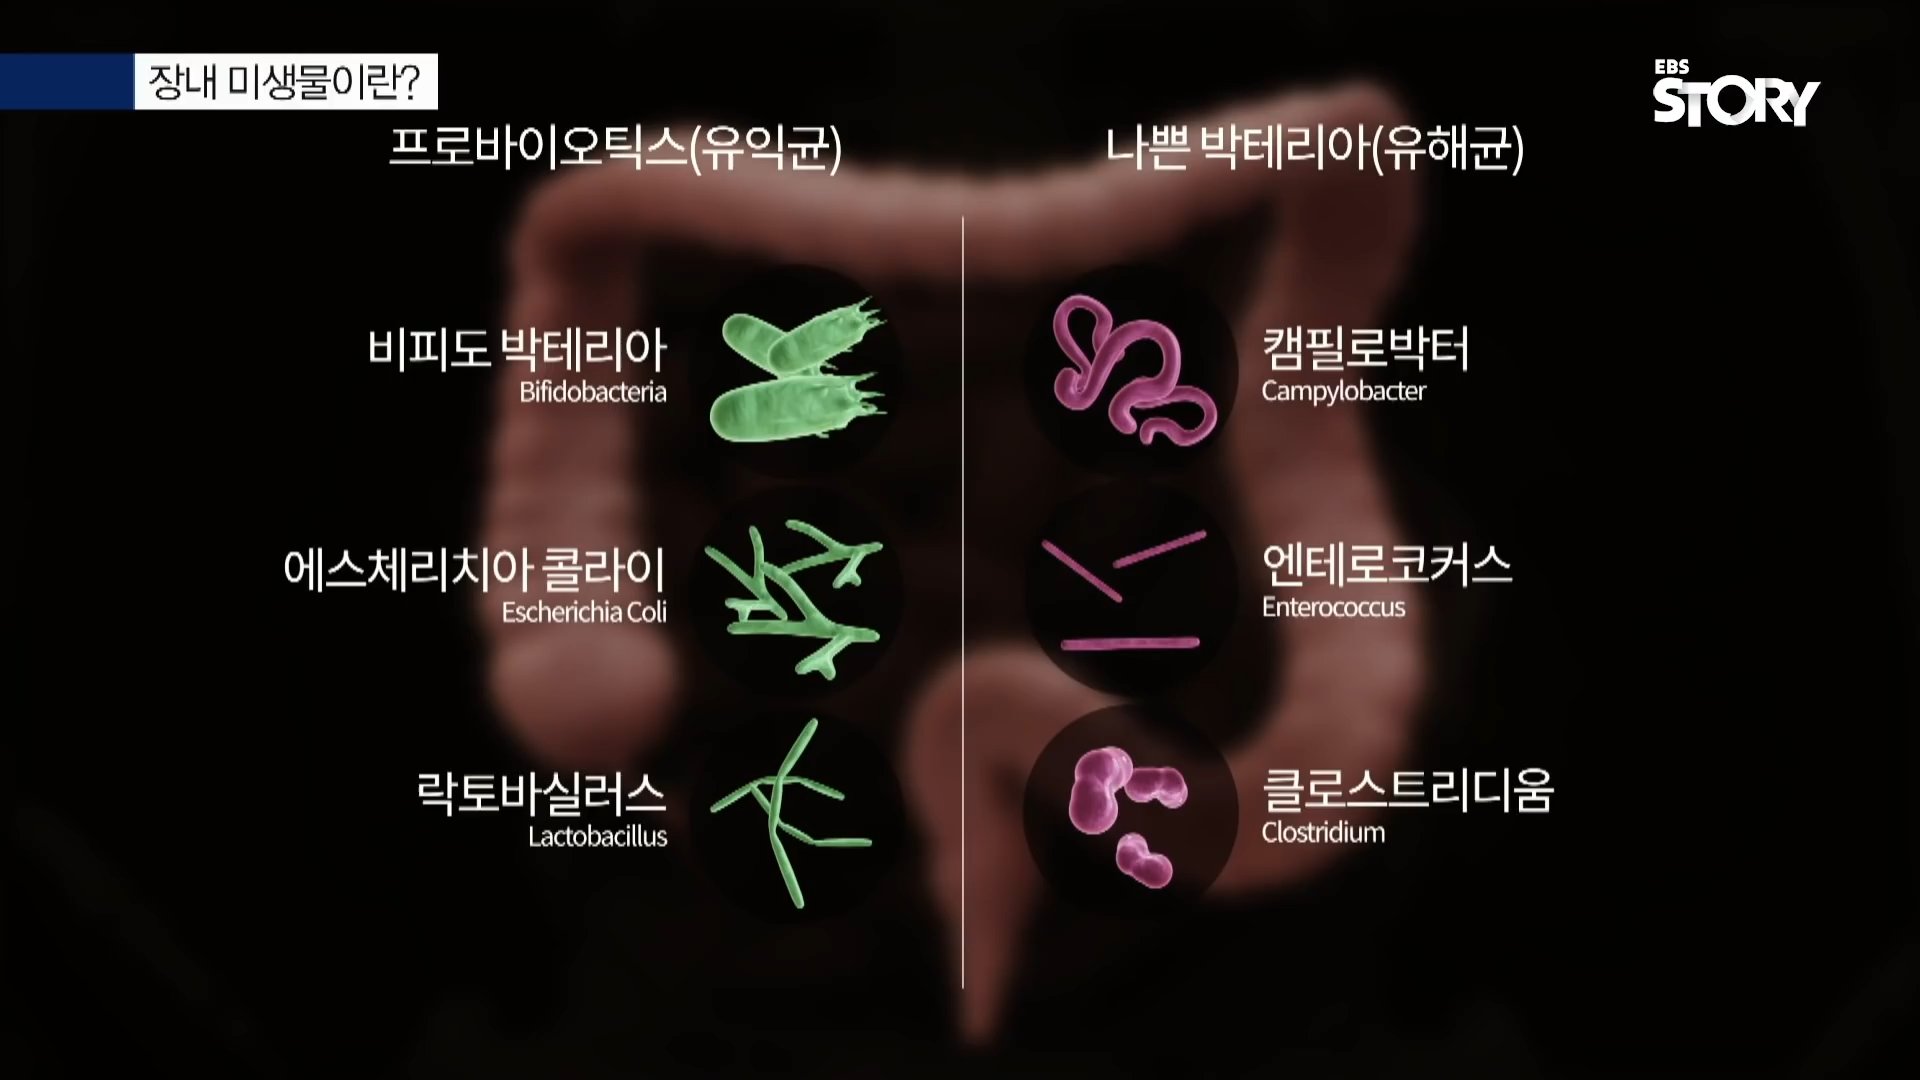 장내 미생물이란?
EBS
STORY
프로바이오틱스(유익균)
나쁜 박테리아(유해균)
비피도 박테리아
Bifidobacteria
캠필로박터
Campylobacter
에스체리치아 콜라이
Escherichia Coli
엔테로코커스
Enterococcus
락토바실러스
Lactobacillus
클로스트리디움
Clostridium